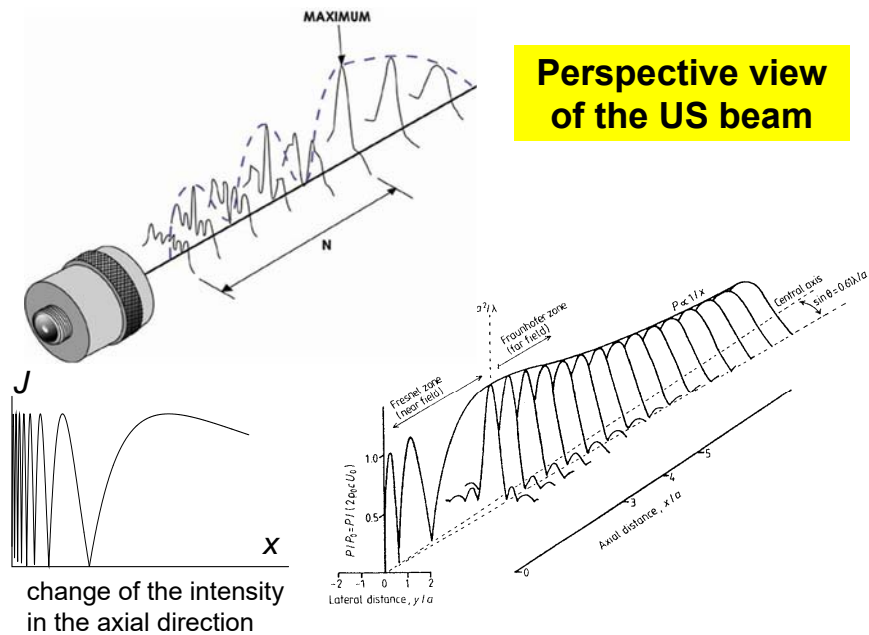 MAXIMUM
Perspective view
of the US beam
N
a²/λ
Fraunhofer zone
(far field)
P ∝ 1/x
Central axis
sin θ = 0.61λ/a
Fresnel zone
(near field)
J
x
change of the intensity
in the axial direction
P/P₀=P/(2ρ₀cU₀)
1.0
0.5
-2 -1 0 1 2
Lateral distance, y/a
0
3
4
5
Axial distance, x/a